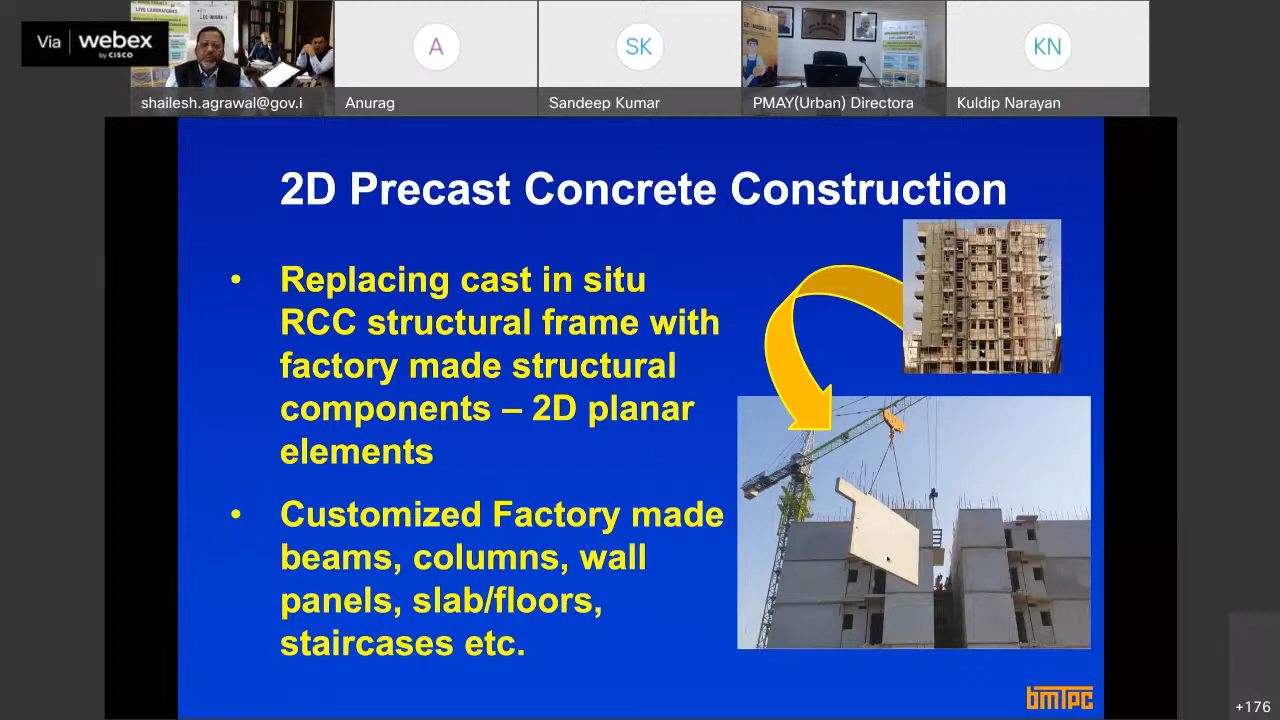 Via | webex
by CISCO
LIVE LABORATORIES
shailesh.agrawal@gov.i
A
Anurag
SK
Sandeep Kumar
PMAY(Urban) Directora
KN
Kuldip Narayan
2D Precast Concrete Construction
• Replacing cast in situ
RCC structural frame with
factory made structural
components – 2D planar
elements
• Customized Factory made
beams, columns, wall
panels, slab/floors,
staircases etc.
bmTPC
+176